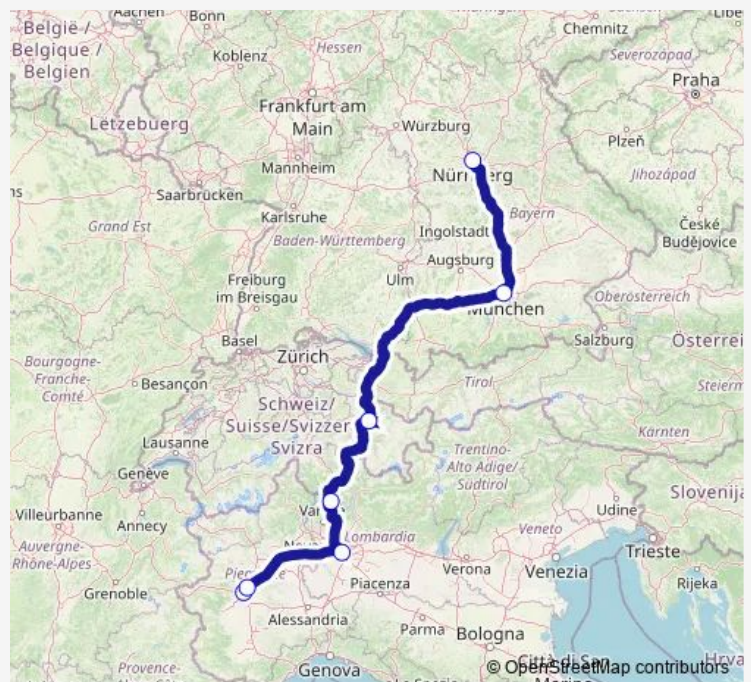 Aachen
Bonn
België /
Belgique /
Belgien
Koblenz
Hessen
Chemnitz
Severozápad
Praha
Lëtzebuerg
Frankfurt am
Main
Würzburg
Plzeň
Mannheim
Saarbrücken
Jihozápad
Karlsruhe
Grand Est
Bayern
České
Budějovice
Ingolstadt
Baden-Württemberg
Augsburg
Ulm
Freiburg
im Breisgau
Oberösterreich
München
Basel
Zürich
Salzburg
Österrei
Bourgogne-
Franche-
Comté
Besançon
Tirol
Steierm
Schweiz/
Suisse/Svizzer
Svizra
Kärnten
Lausanne
Trentino-
Alto Adige/
Südtirol
Genève
Slovenija
Villeurbanne
Annecy
Udine
Auvergne-
Rhône-Alpes
Lombardia
Veneto
Trieste
Grenoble
Piacenza
Verona
Venezia
Rijeka
Alessandria
Parma
Bologna
Provence-
Genova
© OpenStreetMap contributors